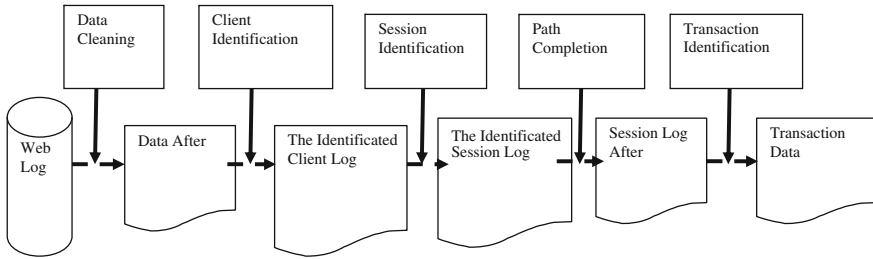 Data
Cleaning
Client
Identification
Session
Identification
Path
Completion
Transaction
Identification
Web
Log
Data After
The Identificated
Client Log
The Identificated
Session Log
Session Log
After
Transaction
Data